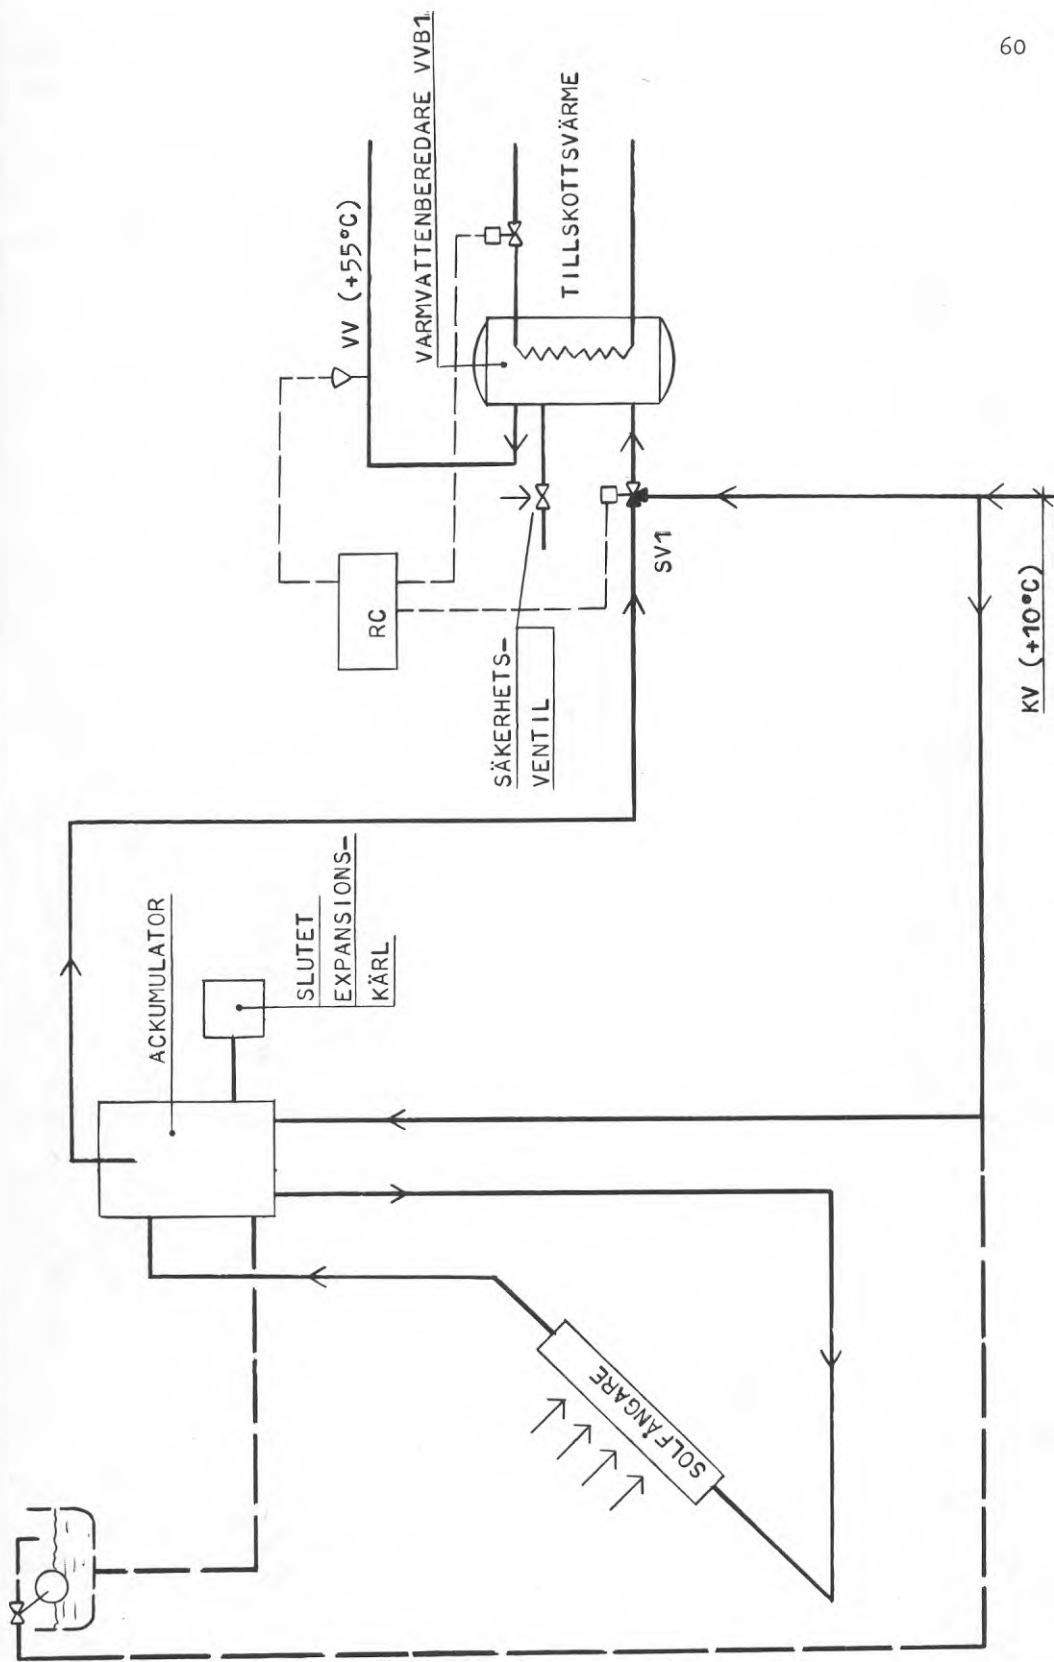 60
ACKUMULATOR
SLUTET
EXPANSIONS-
KÄRL
SOLFÅNGARE
RC
VV (+55°C)
VARMVATTENBEREDARE VVB1
TILLSKOTTSVÄRME
SÄKERHETS-
VENTIL
SV1
KV (+10°C)